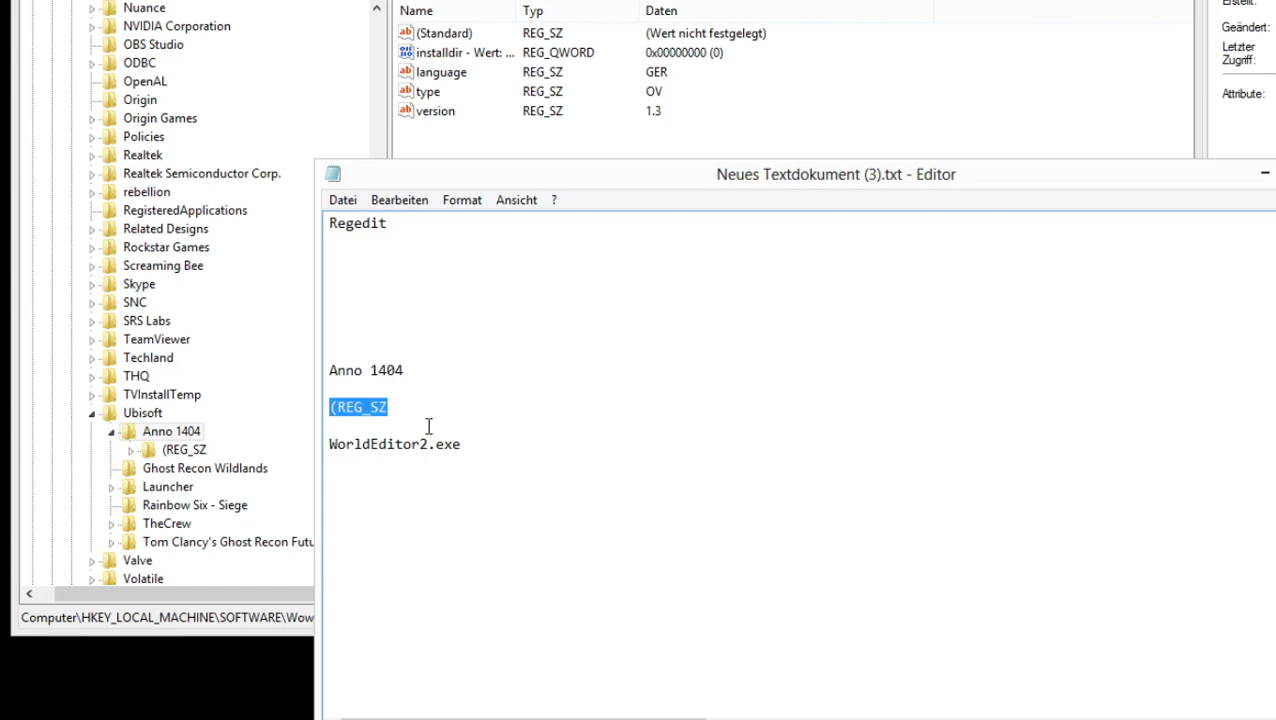 Nuance
NVIDIA Corporation
OBS Studio
ODBC
OpenAL
Origin
Origin Games
Policies
Realtek
Realtek Semiconductor Corp.
rebellion
RegisteredApplications
Related Designs
Rockstar Games
Screaming Bee
Skype
SNC
SRS Labs
TeamViewer
Techland
THQ
TVInstallTemp
Ubisoft
Anno 1404
(REG_SZ
Ghost Recon Wildlands
Launcher
Rainbow Six - Siege
TheCrew
Tom Clancy's Ghost Recon Futu
Valve
Volatile
Computer\HKEY_LOCAL_MACHINE\SOFTWARE\Wow
Name Typ Daten
(Standard) REG_SZ (Wert nicht festgelegt)
installdir - Wert: ... REG_QWORD 0x00000000 (0)
language REG_SZ GER
type REG_SZ OV
version REG_SZ 1.3
Erstellt:
Geändert:
Letzter
Zugriff:
Attribute:
Neues Textdokument (3).txt - Editor
Datei Bearbeiten Format Ansicht ?
Regedit
Anno 1404
(REG_SZ
WorldEditor2.exe